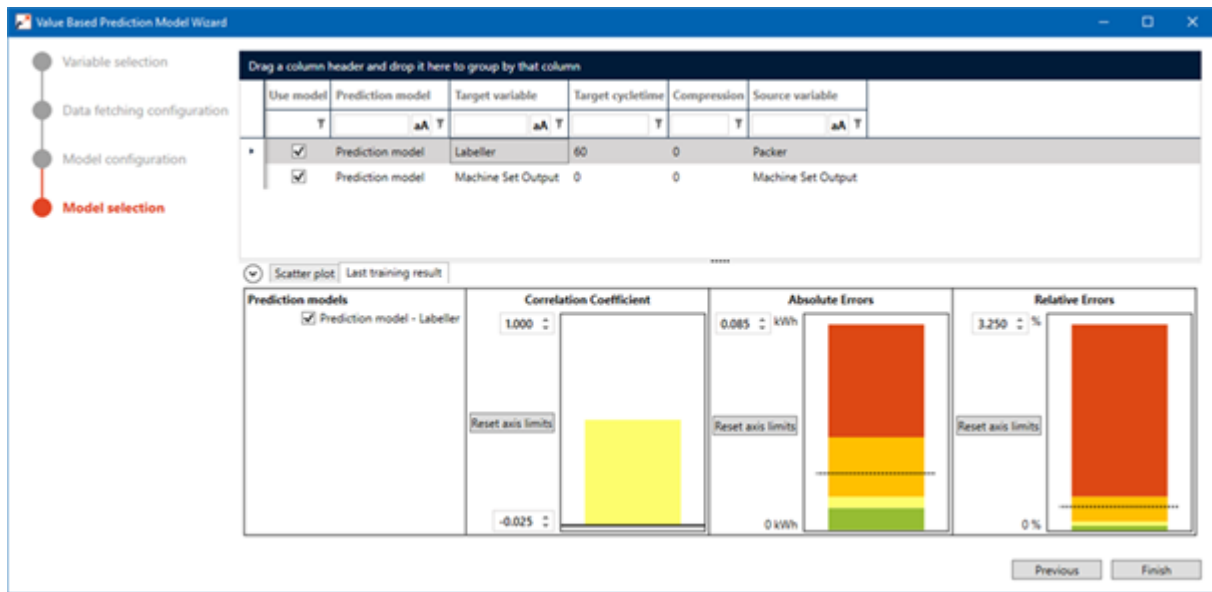 Value Based Prediction Model Wizard
Variable selection
Data fetching configuration
Model configuration
Model selection
Drag a column header and drop it here to group by that column
Use model Prediction model Target variable Target cycletime Compression Source variable
aA aA aA
Prediction model Labeller 60 0 Packer
Prediction model Machine Set Output 0 0 Machine Set Output
Scatter plot Last training result
Prediction models Correlation Coefficient Absolute Errors Relative Errors
Prediction model - Labeller 1.000 0.085 kWh 3.250 %
Reset axis limits Reset axis limits Reset axis limits
-0.025 0 kWh 0 %
Previous Finish